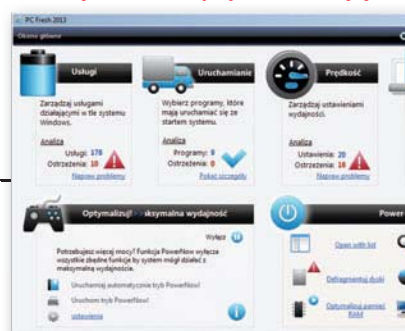 PC Fresh 2013
Okno główne
Usługi
Zarządzaj usługami
działającymi w tle systemu
Windows.
Analiza
Usługi: 178
Ostrzeżenia: 10
Napraw problemy
Uruchamianie
Wybierz programy, które
mają uruchamiać się ze
startem systemu.
Analiza
Programy: 9
Ostrzeżenia: 0
Pokaż szczegóły
Prędkość
Zarządzaj ustawieniami
wydajności.
Analiza
Ustawienia: 20
Ostrzeżenia: 16
Napraw problemy
Optymalizuj! >>ksymalna wydajność
Wyłącz
Potrzebujesz więcej mocy? Funkcja PowerNow wyłącza
wszystkie zbędne funkcje by system mógł działać z
maksymalną wydajnością.
Uruchamiaj automatycznie tryb PowerNow!
Uruchom tryb PowerNow!
ustawienia
Power
Open with list
Defragmentuj dyski
Optymalizuj pamięć
RAM